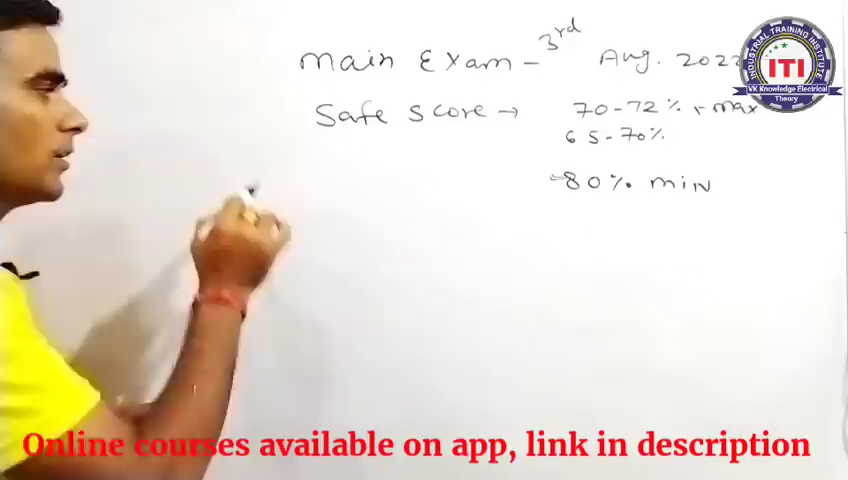 Main Exam - 3rd Aug. 2022
Safe Score → 70-72% + max
65-70%
80% min
INDUSTRIAL TRAINING INSTITUTE
ITI
VK Knowledge Electrical
Theory
Online courses available on app, link in description